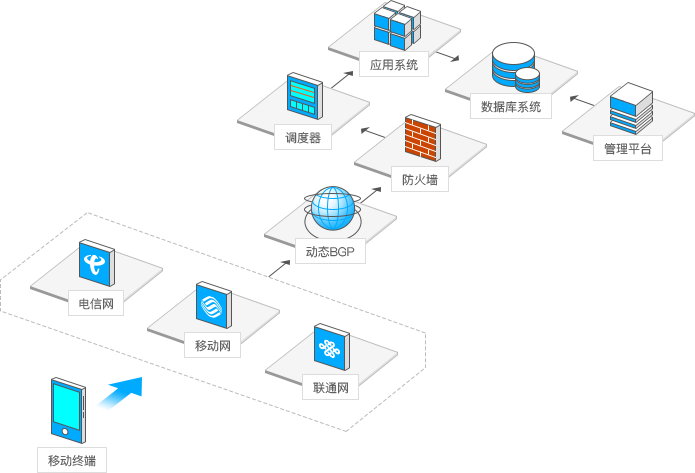 应用系统
数据库系统
调度器
管理平台
防火墙
动态BGP
电信网
移动网
联通网
移动终端